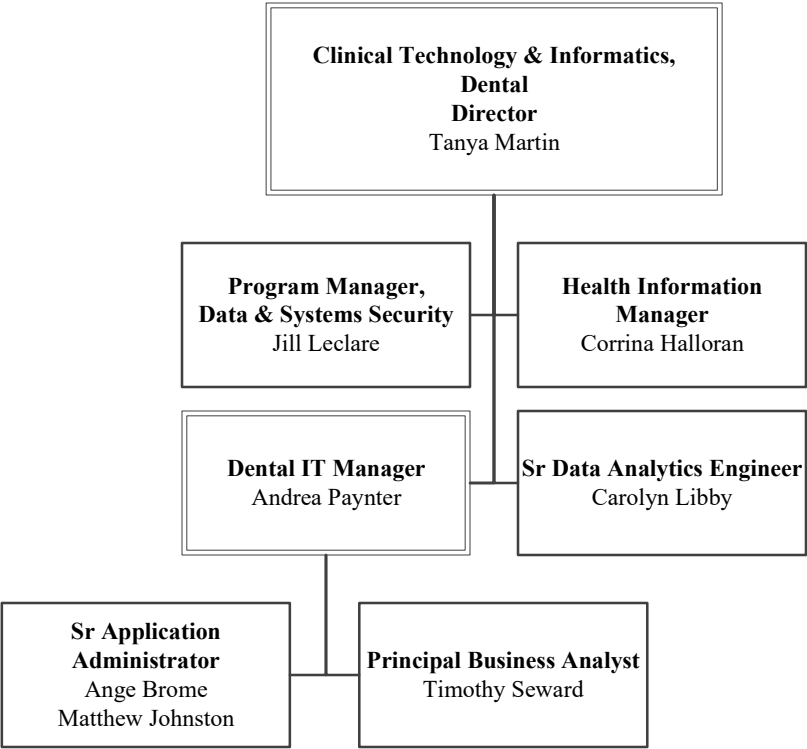 Clinical Technology & Informatics,
Dental
Director
Tanya Martin
Program Manager,
Data & Systems Security
Jill Leclare
Health Information
Manager
Corrina Halloran
Dental IT Manager
Andrea Paynter
Sr Data Analytics Engineer
Carolyn Libby
Sr Application
Administrator
Ange Brome
Matthew Johnston
Principal Business Analyst
Timothy Seward